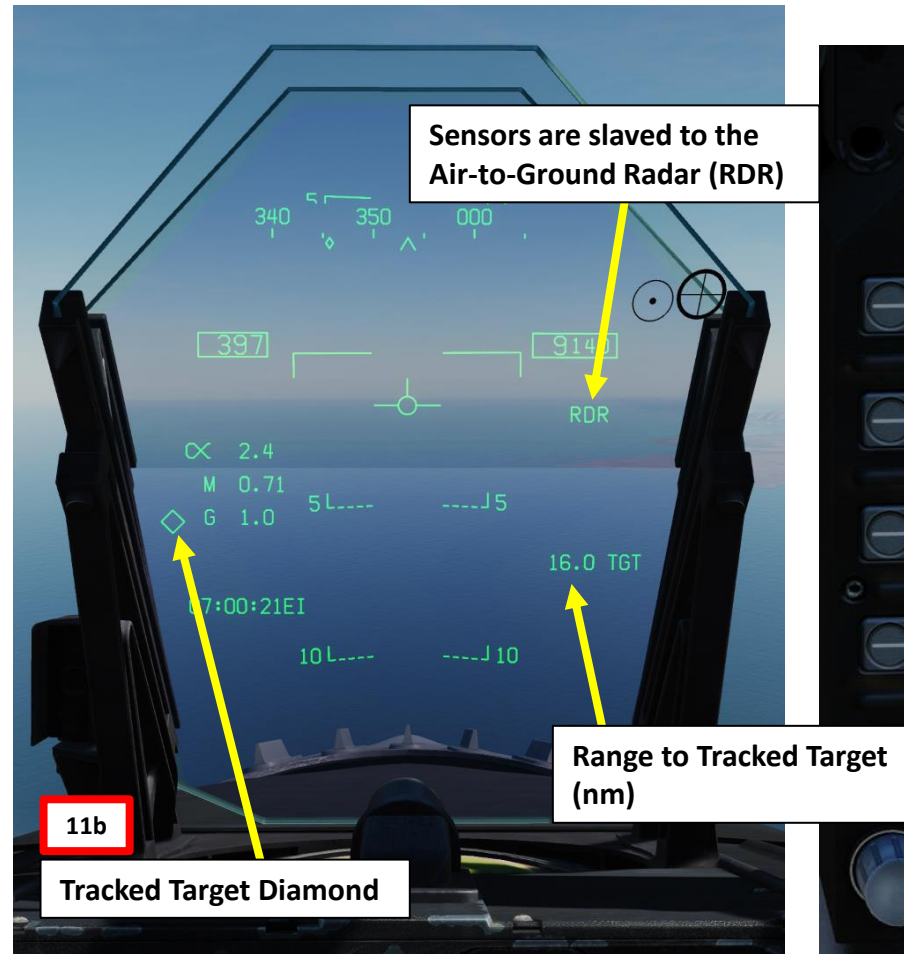 Sensors are slaved to the
Air-to-Ground Radar (RDR)
5
340 350 000
397
9140
RDR
α 2.4
M 0.71
G 1.0
5 5
16.0 TGT
07:00:21EI
10 10
Range to Tracked Target
(nm)
11b
Tracked Target Diamond